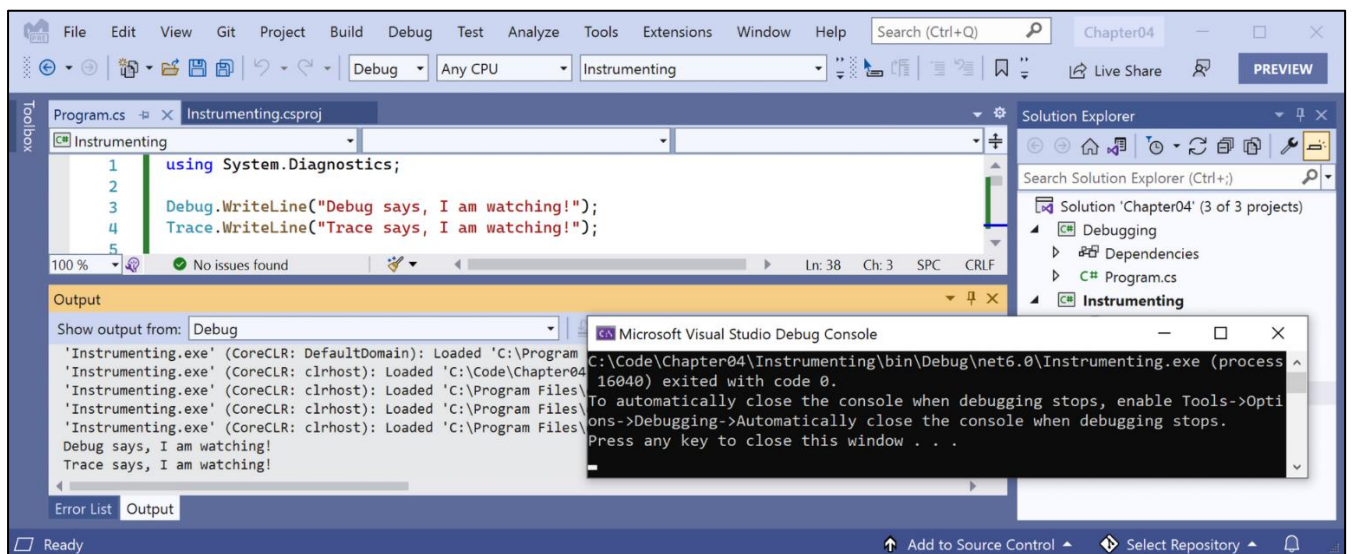 File Edit View Git Project Build Debug Test Analyze Tools Extensions Window Help Search (Ctrl+Q) Chapter04
PRE
Debug Any CPU Instrumenting Live Share PREVIEW
Toolbox
Program.cs Instrumenting.csproj
C# Instrumenting
1 using System.Diagnostics;
2
3 Debug.WriteLine("Debug says, I am watching!");
4 Trace.WriteLine("Trace says, I am watching!");
5
100 % No issues found Ln: 38 Ch: 3 SPC CRLF
Output
Show output from: Debug
'Instrumenting.exe' (CoreCLR: DefaultDomain): Loaded 'C:\Program
'Instrumenting.exe' (CoreCLR: clrhost): Loaded 'C:\Code\Chapter04
'Instrumenting.exe' (CoreCLR: clrhost): Loaded 'C:\Program Files\
'Instrumenting.exe' (CoreCLR: clrhost): Loaded 'C:\Program Files\
'Instrumenting.exe' (CoreCLR: clrhost): Loaded 'C:\Program Files\
Debug says, I am watching!
Trace says, I am watching!
Error List Output
Microsoft Visual Studio Debug Console
C:\Code\Chapter04\Instrumenting\bin\Debug\net6.0\Instrumenting.exe (process
16040) exited with code 0.
To automatically close the console when debugging stops, enable Tools->Opti
ons->Debugging->Automatically close the console when debugging stops.
Press any key to close this window . . .
Solution Explorer
Search Solution Explorer (Ctrl+;)
Solution 'Chapter04' (3 of 3 projects)
C# Debugging
Dependencies
C# Program.cs
C# Instrumenting
Ready Add to Source Control Select Repository